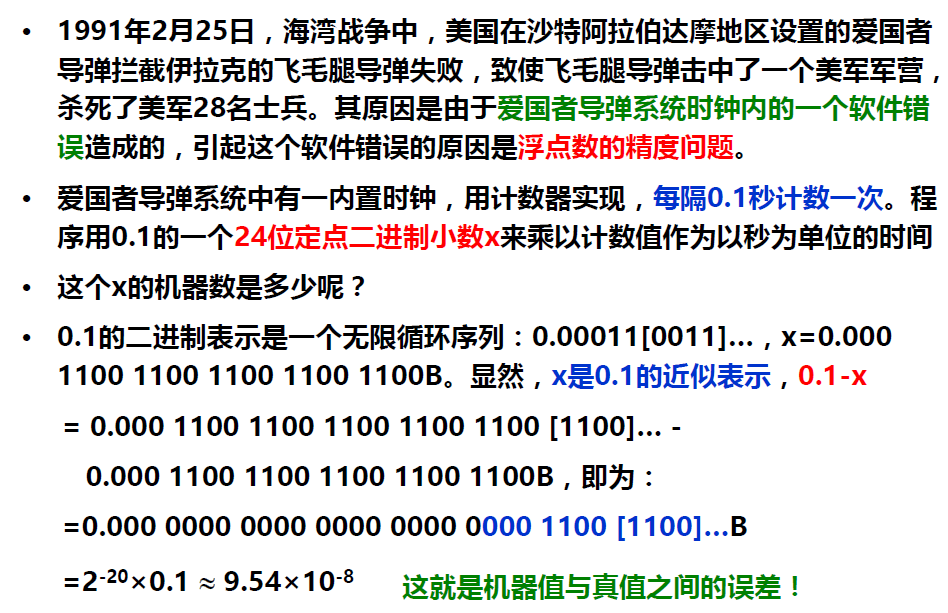 • 1991年2月25日，海湾战争中，美国在沙特阿拉伯达摩地区设置的爱国者
导弹拦截伊拉克的飞毛腿导弹失败，致使飞毛腿导弹击中了一个美军军营，
杀死了美军28名士兵。其原因是由于爱国者导弹系统时钟内的一个软件错
误造成的，引起这个软件错误的原因是浮点数的精度问题。
• 爱国者导弹系统中有一内置时钟，用计数器实现，每隔0.1秒计数一次。程
序用0.1的一个24位定点二进制小数x来乘以计数值作为以秒为单位的时间
• 这个x的机器数是多少呢？
• 0.1的二进制表示是一个无限循环序列：0.00011[0011]...，x=0.000
1100 1100 1100 1100 1100B。显然，x是0.1的近似表示，0.1-x
= 0.000 1100 1100 1100 1100 1100 [1100]... -
0.000 1100 1100 1100 1100 1100B，即为：
=0.000 0000 0000 0000 0000 0000 1100 [1100]...B
=2⁻²⁰×0.1 ≈ 9.54×10⁻⁸ 这就是机器值与真值之间的误差！